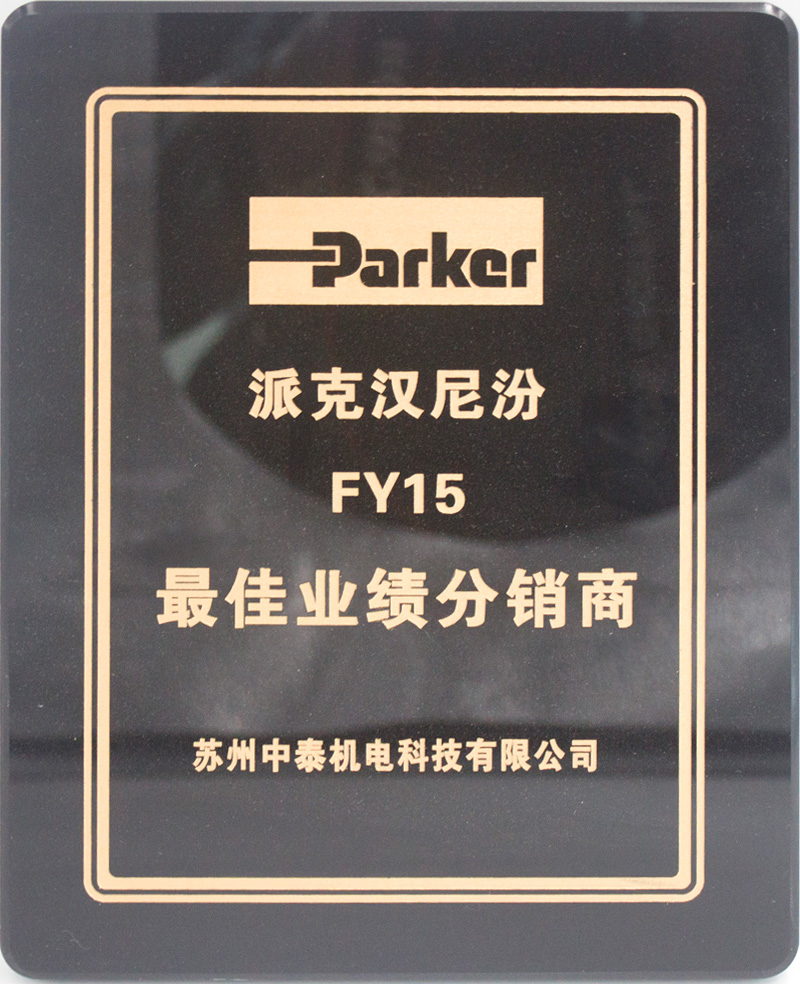 Parker
派克汉尼汾
FY15
最佳业绩分销商
苏州中泰机电科技有限公司